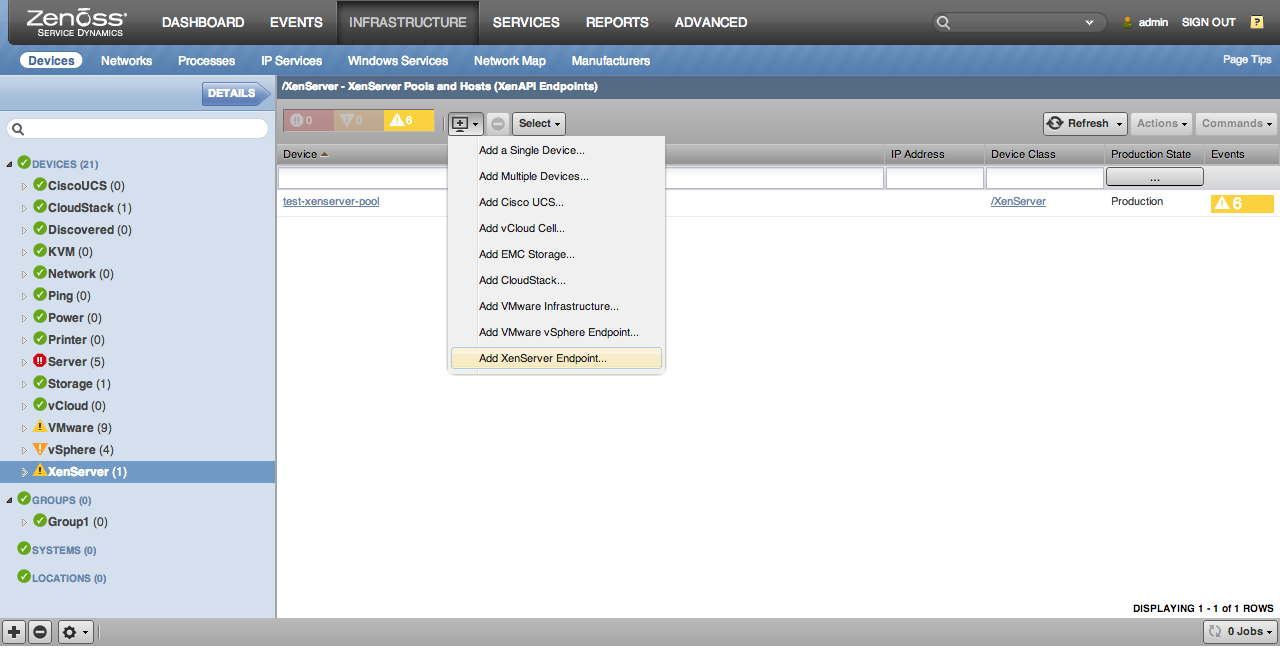 Zenoss
SERVICE DYNAMICS
DASHBOARD EVENTS INFRASTRUCTURE SERVICES REPORTS ADVANCED
admin SIGN OUT ?
Devices Networks Processes IP Services Windows Services Network Map Manufacturers Page Tips
DETAILS
/XenServer - XenServer Pools and Hosts (XenAPI Endpoints)
0 0 6
Select
Refresh Actions Commands
Device IP Address Device Class Production State Events
...
test-xenserver-pool /XenServer Production 6
Add a Single Device...
Add Multiple Devices...
Add Cisco UCS...
Add vCloud Cell...
Add EMC Storage...
Add CloudStack...
Add VMware Infrastructure...
Add VMware vSphere Endpoint...
Add XenServer Endpoint...
DEVICES (21)
CiscoUCS (0)
CloudStack (1)
Discovered (0)
KVM (0)
Network (0)
Ping (0)
Power (0)
Printer (0)
Server (5)
Storage (1)
vCloud (0)
VMware (9)
vSphere (4)
XenServer (1)
GROUPS (0)
Group1 (0)
SYSTEMS (0)
LOCATIONS (0)
DISPLAYING 1 - 1 of 1 ROWS
0 Jobs